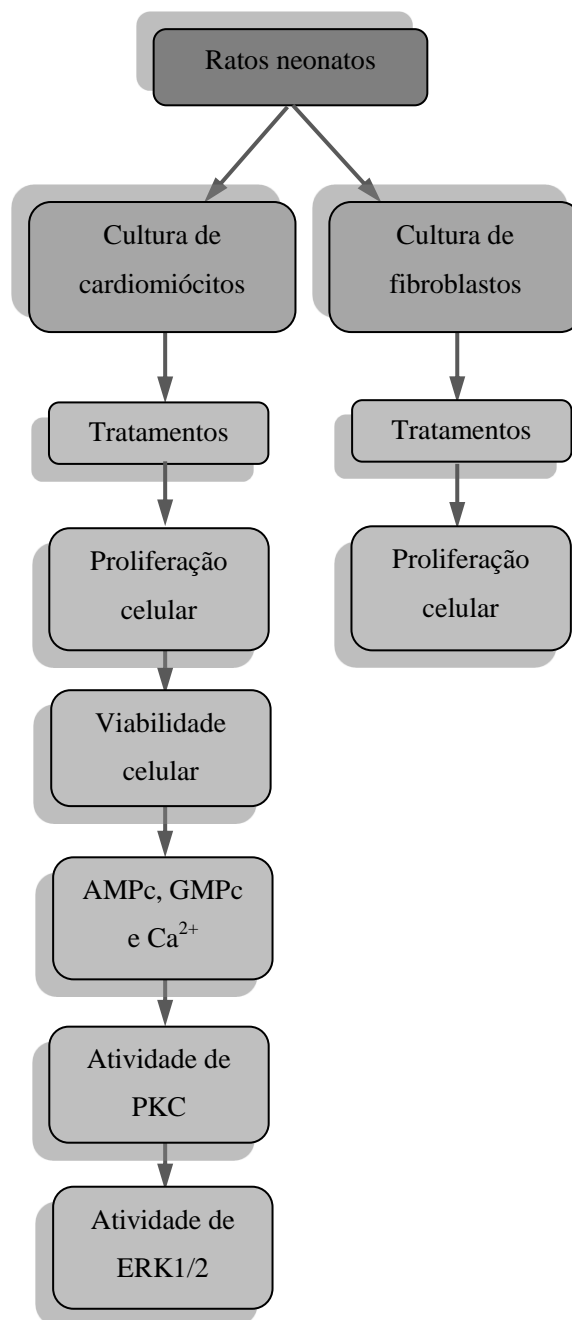 Ratos neonatos
Cultura de
cardiomiócitos
Cultura de
fibroblastos
Tratamentos
Tratamentos
Proliferação
celular
Proliferação
celular
Viabilidade
celular
AMPc, GMPc
e Ca²⁺
Atividade de
PKC
Atividade de
ERK1/2